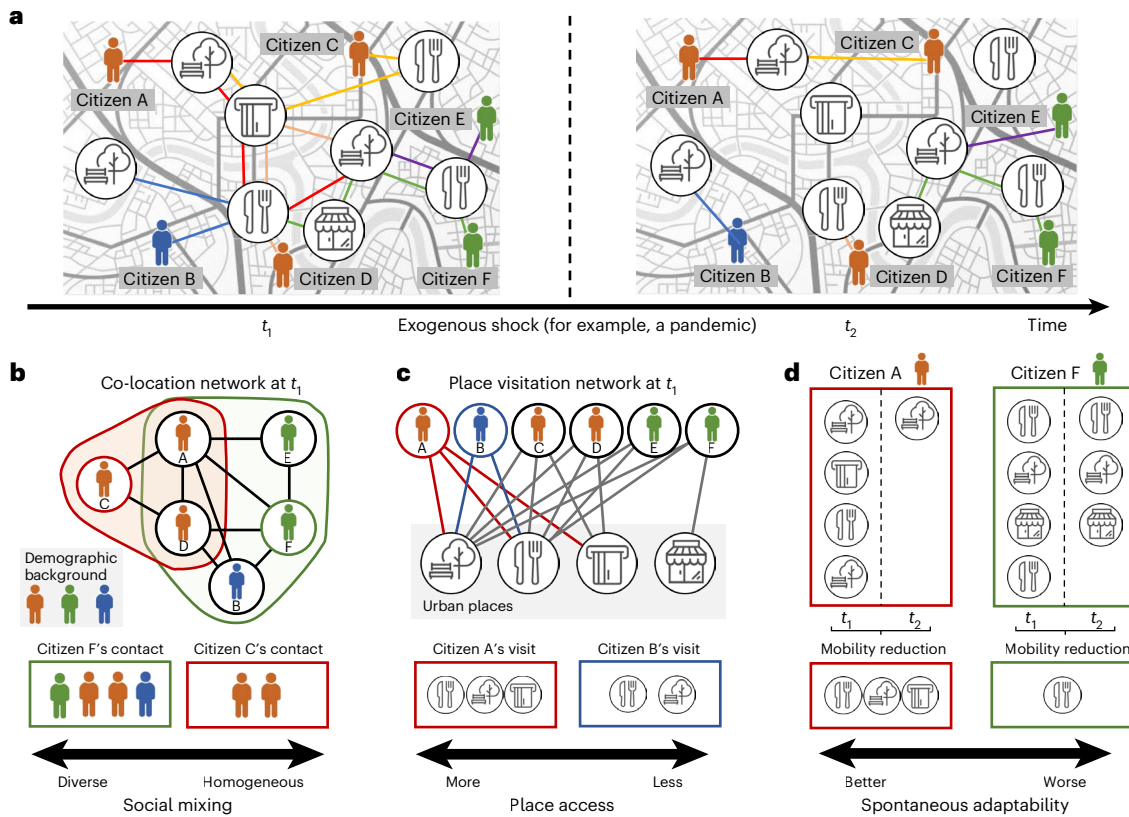 a
Citizen A
Citizen C
Citizen E
Citizen B
Citizen D
Citizen F
Citizen A
Citizen C
Citizen E
Citizen B
Citizen D
Citizen F
t1
Exogenous shock (for example, a pandemic)
t2
Time
b
Co-location network at t1
A
E
C
D
F
B
Demographic
background
Citizen F's contact
Citizen C's contact
Diverse
Homogeneous
Social mixing
c
Place visitation network at t1
A
B
C
D
E
F
Urban places
Citizen A's visit
Citizen B's visit
More
Less
Place access
d
Citizen A
Citizen F
t1
t2
t1
t2
Mobility reduction
Mobility reduction
Better
Worse
Spontaneous adaptability